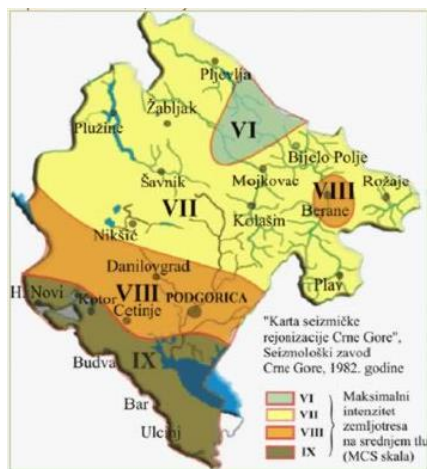 Pljevlja
Žabljak
Plužine
VI
Bijelo Polje
Mojkovac
VIII
Rožaje
Šavnik
VII
Kolašin
Berane
Nikšić
Danilovgrad
Plav
H. Novi
Kotor
VIII
PODGORICA
Cetinje
Budva
IX
Bar
Ulcinj
"Karta seizmičke
rejonizacije Crne Gore",
Seizmološki zavod
Crne Gore, 1982. godine
VI
VII
VIII
IX
Maksimalni
intenzitet
zemljotresa
na srednjem tlu
(MCS skala)